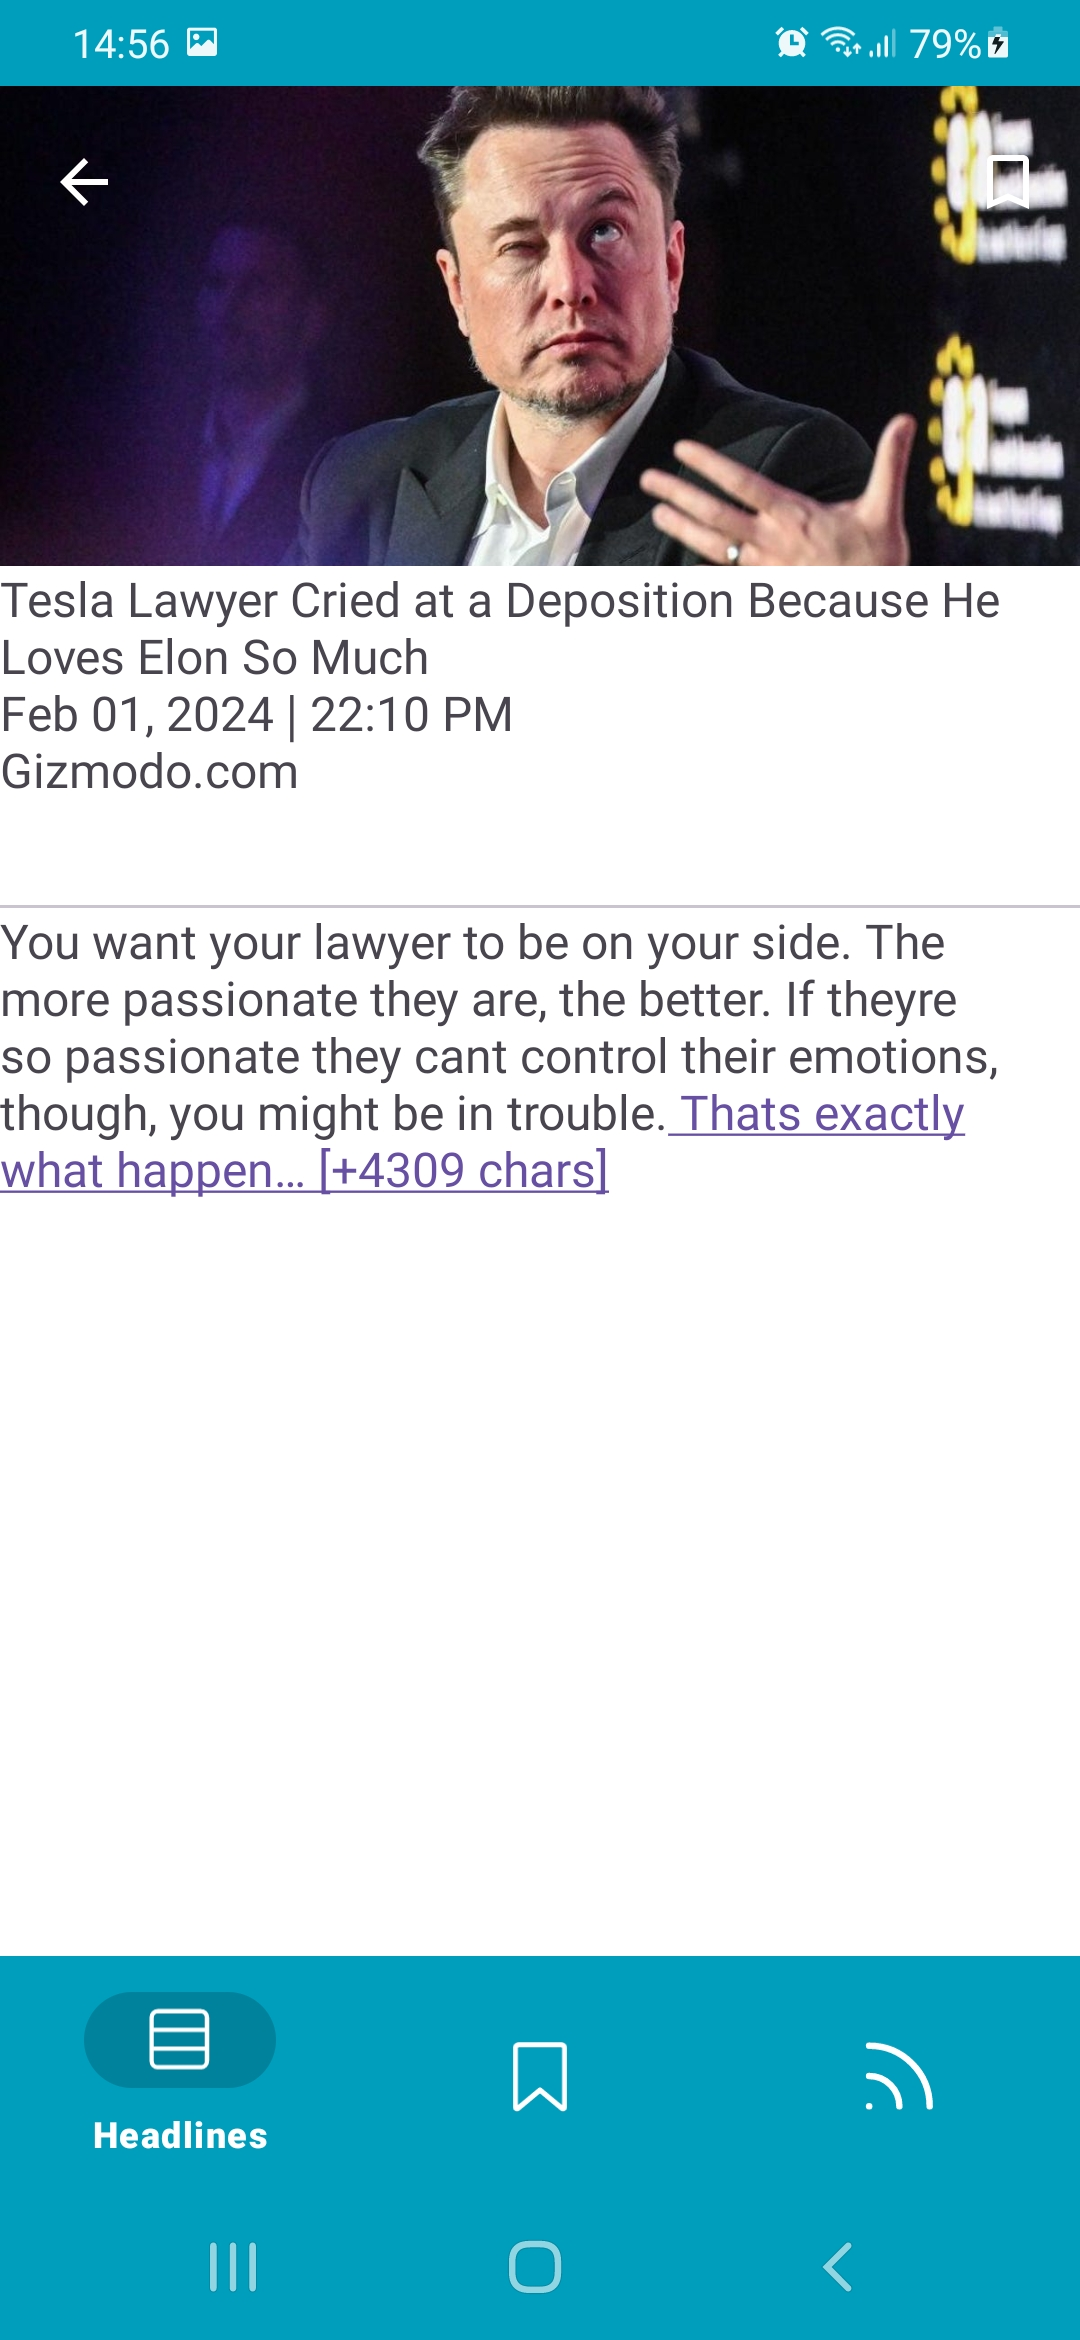 14:56
79%
Tesla Lawyer Cried at a Deposition Because He
Loves Elon So Much
Feb 01, 2024 | 22:10 PM
Gizmodo.com
You want your lawyer to be on your side. The
more passionate they are, the better. If theyre
so passionate they cant control their emotions,
though, you might be in trouble. Thats exactly
what happen… [+4309 chars]
Headlines